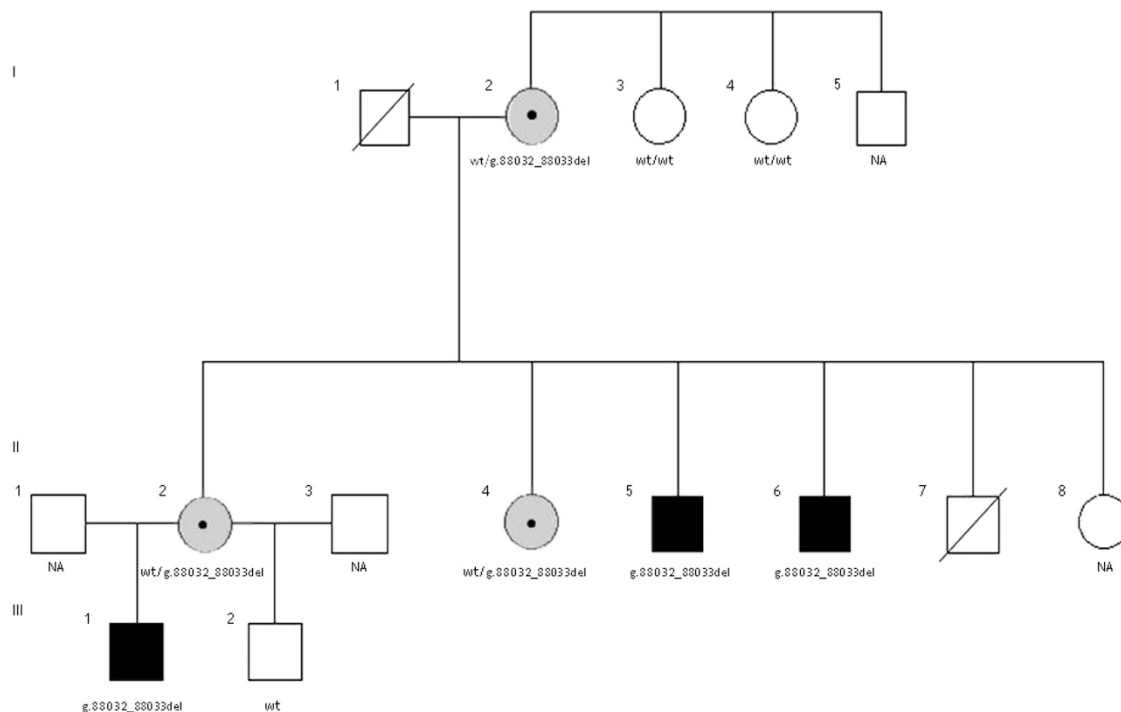 I
1 2 3 4 5
wt/g.88032_88033del wt/wt wt/wt NA
II
1 2 3 4 5 6 7 8
NA wt/g.88032_88033del NA wt/g.88032_88033del g.88032_88033del g.88032_88033del NA
III
1 2
g.88032_88033del wt